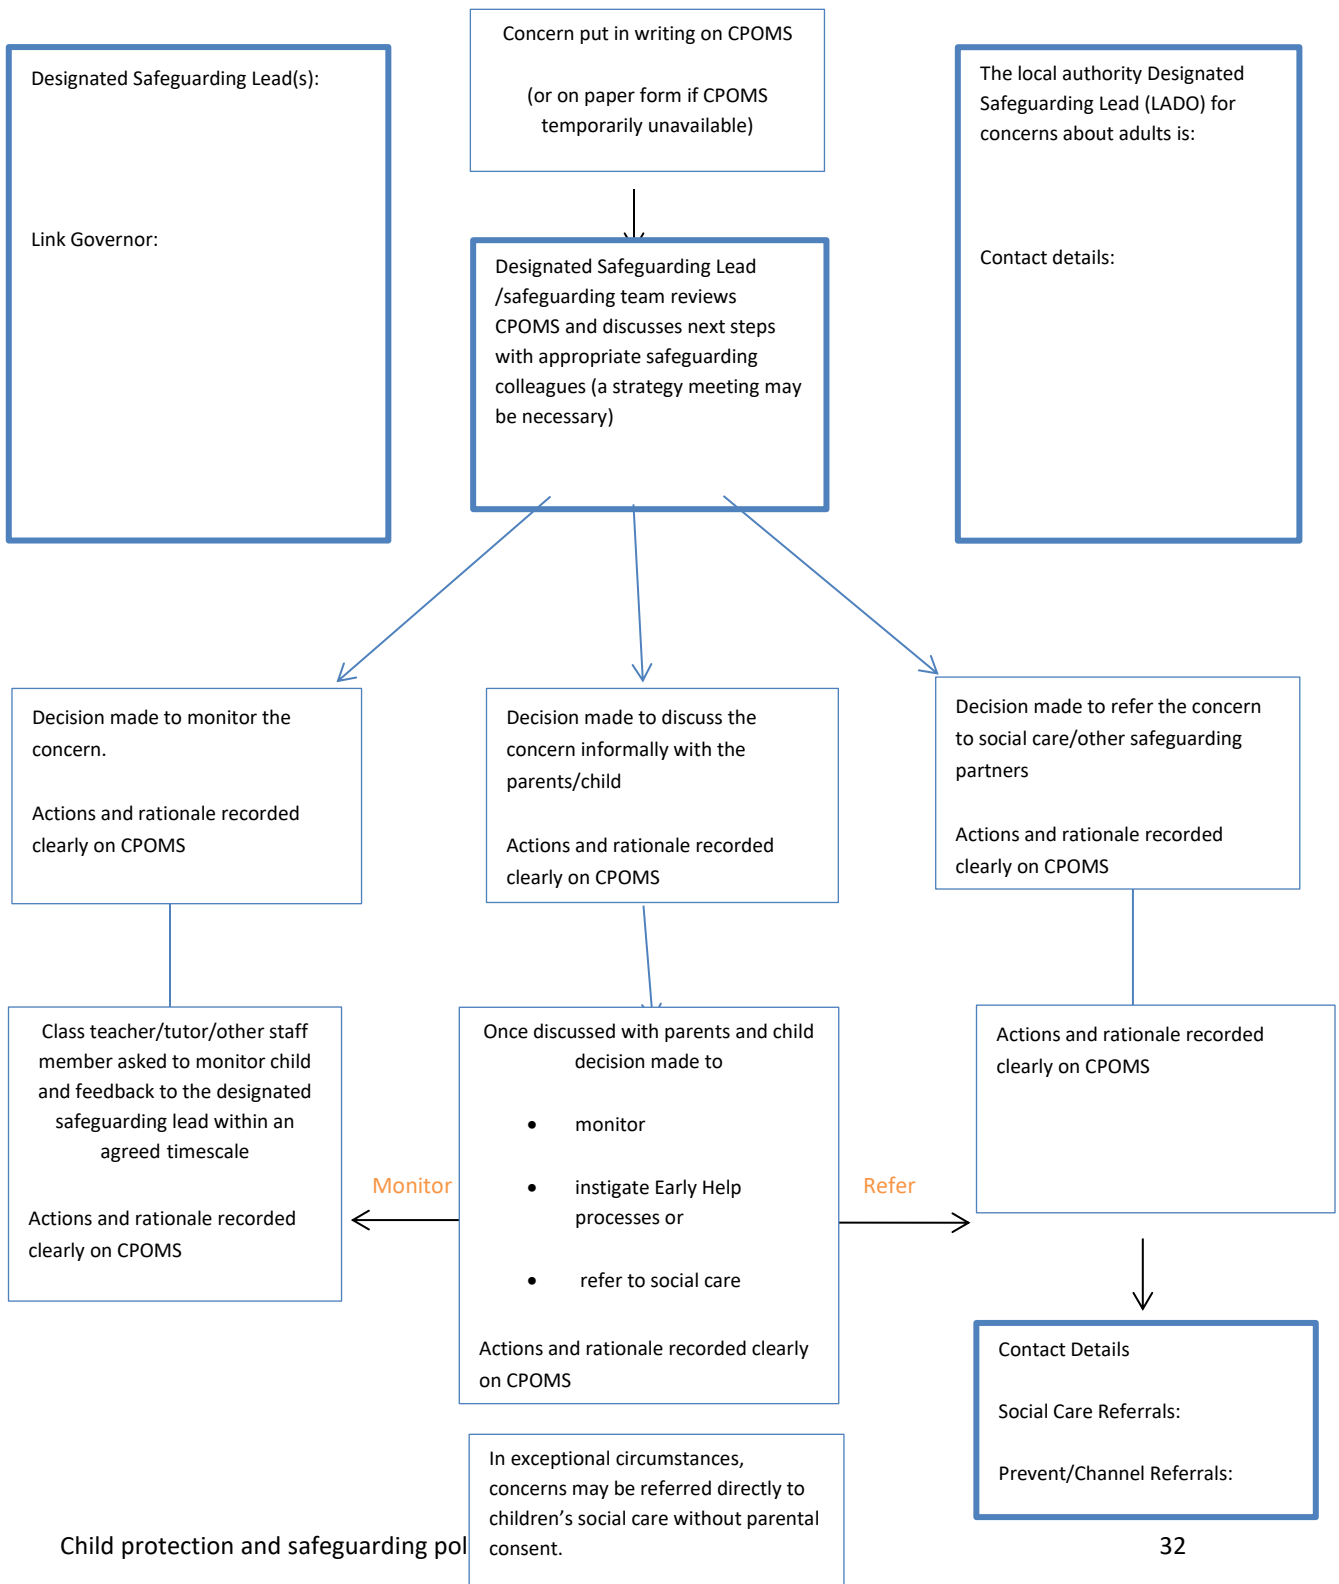 Concern put in writing on CPOMS
(or on paper form if CPOMS
temporarily unavailable)
Designated Safeguarding Lead(s):
Link Governor:
The local authority Designated
Safeguarding Lead (LADO) for
concerns about adults is:
Contact details:
Designated Safeguarding Lead
/safeguarding team reviews
CPOMS and discusses next steps
with appropriate safeguarding
colleagues (a strategy meeting may
be necessary)
Decision made to monitor the
concern.
Actions and rationale recorded
clearly on CPOMS
Decision made to discuss the
concern informally with the
parents/child
Actions and rationale recorded
clearly on CPOMS
Decision made to refer the concern
to social care/other safeguarding
partners
Actions and rationale recorded
clearly on CPOMS
Class teacher/tutor/other staff
member asked to monitor child
and feedback to the designated
safeguarding lead within an
agreed timescale
Actions and rationale recorded
clearly on CPOMS
Monitor
Once discussed with parents and child
decision made to
• monitor
• instigate Early Help
processes or
• refer to social care
Actions and rationale recorded clearly
on CPOMS
Refer
Actions and rationale recorded
clearly on CPOMS
Contact Details
Social Care Referrals:
Prevent/Channel Referrals:
In exceptional circumstances,
concerns may be referred directly to
children’s social care without parental
consent.
Child protection and safeguarding pol
32